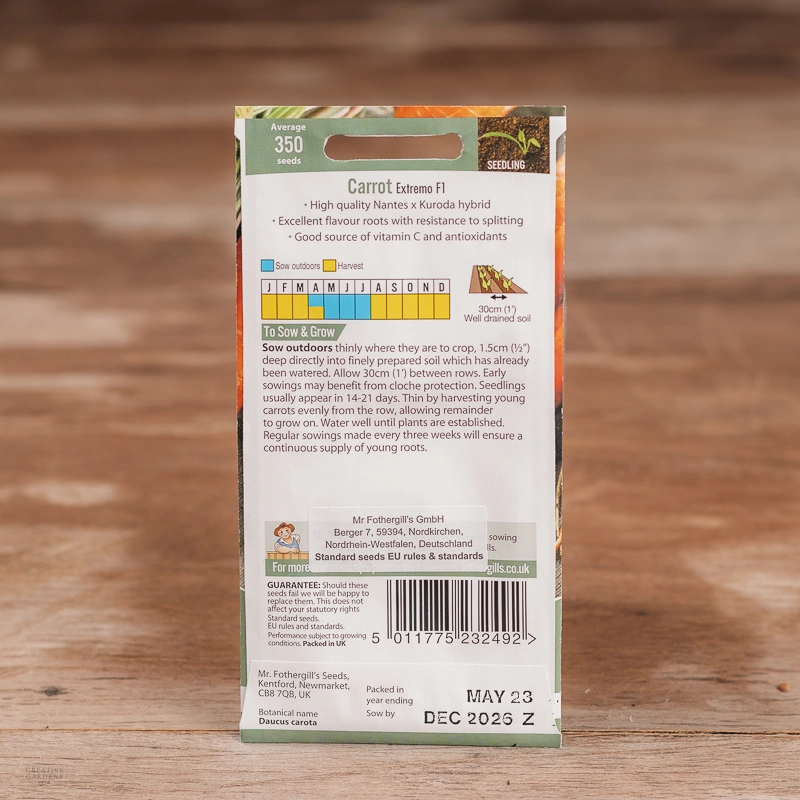 Average
350
seeds
SEEDLING
Carrot Extremo F1
• High quality Nantes x Kuroda hybrid
• Excellent flavour roots with resistance to splitting
• Good source of vitamin C and antioxidants
Sow outdoors Harvest
J F M A M J J A S O N D
30cm (1')
Well drained soil
To Sow & Grow
Sow outdoors thinly where they are to crop, 1.5cm (½")
deep directly into finely prepared soil which has already
been watered. Allow 30cm (1') between rows. Early
sowings may benefit from cloche protection. Seedlings
usually appear in 14-21 days. Thin by harvesting young
carrots evenly from the row, allowing remainder
to grow on. Water well until plants are established.
Regular sowings made every three weeks will ensure a
continuous supply of young roots.
Mr Fothergill's GmbH
Berger 7, 59394, Nordkirchen,
Nordrhein-Westfalen, Deutschland
Standard seeds EU rules & standards
sowing
ls.
For more
gills.co.uk
GUARANTEE: Should these
seeds fail we will be happy to
replace them. This does not
affect your statutory rights
Standard seeds.
EU rules and standards.
Performance subject to growing
conditions. Packed in UK
5 011775 232492 >
Mr. Fothergill's Seeds,
Kentford, Newmarket,
CB8 7QB, UK
Botanical name
Daucus carota
Packed in
year ending
MAY 23
Sow by
DEC 2026 Z
CREATIVE
GARDENS